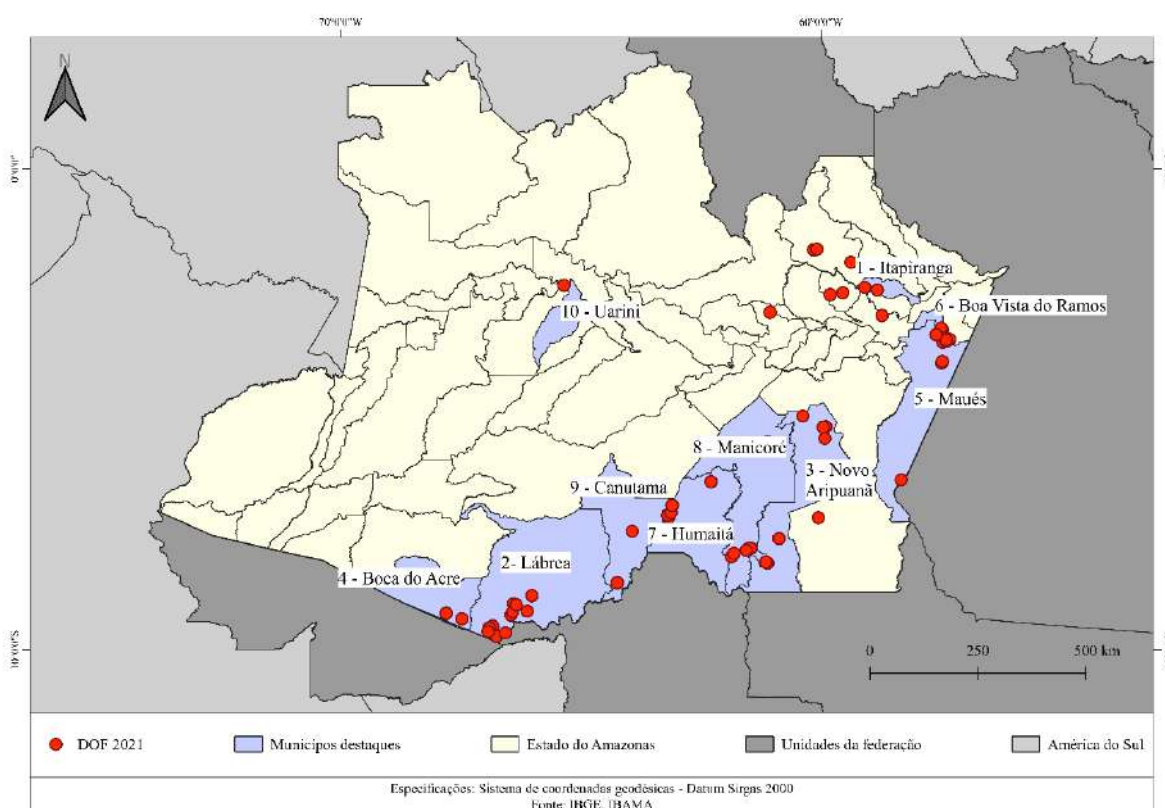 70°0'0"W
60°0'0"W
N
0°0'0"
1 - Itapiranga
6 - Boa Vista do Ramos
10 - Uarini
5 - Maués
8 - Manicoré
3 - Novo
Aripuanã
9 - Canutama
7 - Humaitá
2- Lábrea
4 - Boca do Acre
10°0'0"S
0
250
500 km
DOF 2021
Municípos destaques
Estado do Amazonas
Unidades da federação
América do Sul
Especificações: Sistema de coordenadas geodésicas - Datum Sirgas 2000
Fonte: IBGE, IBAMA